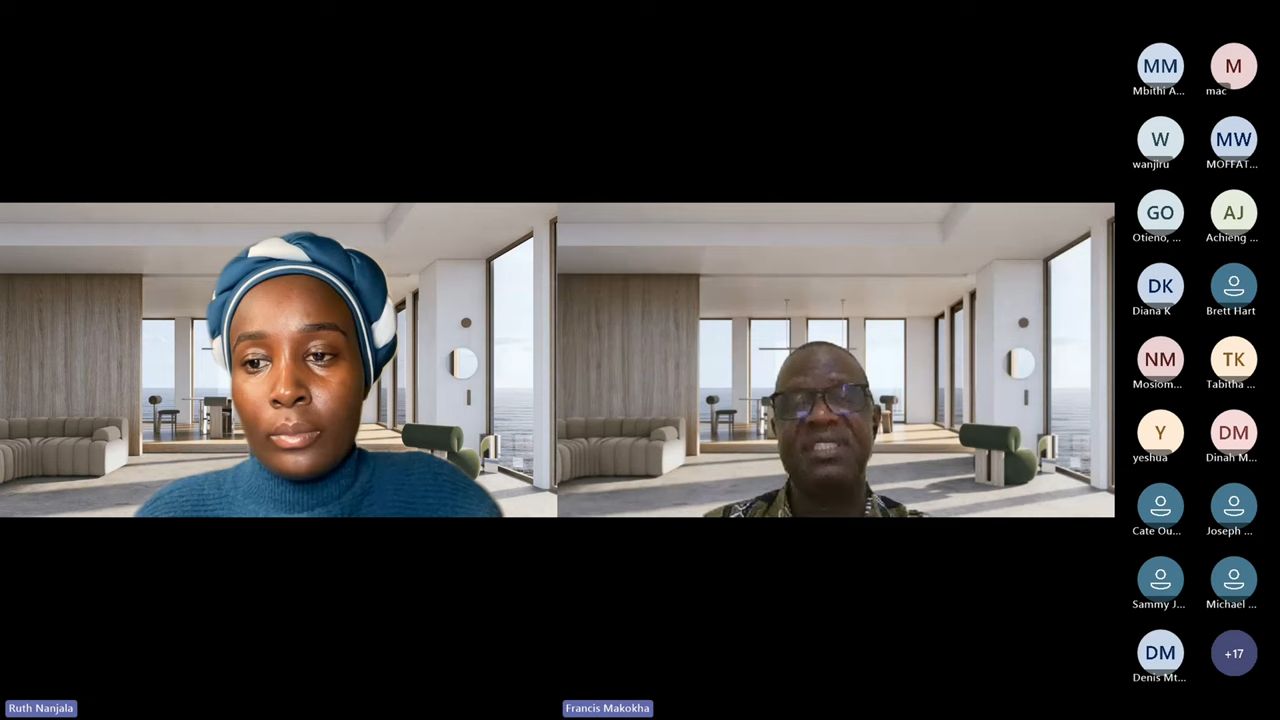 MM
M
Mbithi A...
mac
W
MW
wanjiru
MOFFAT...
GO
AJ
Otieno, ...
Achieng ...
DK
Diana K
Brett Hart
NM
TK
Mosiom...
Tabitha ...
Y
DM
yeshua
Dinah M...
Cate Ou...
Joseph ...
Sammy J...
Michael ...
DM
+17
Denis Mt...
Ruth Nanjala
Francis Makokha